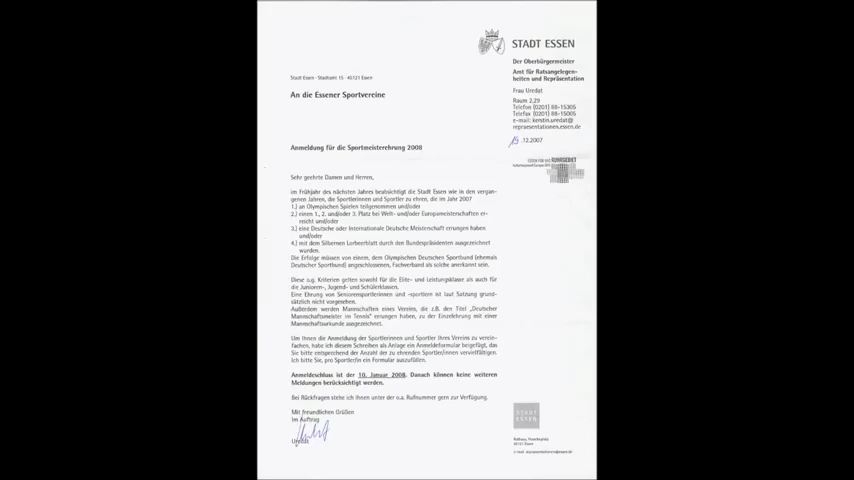 STADT ESSEN
Der Oberbürgermeister
Amt für Ratsangelegen-
heiten und Repräsentation
Frau Uredat
Raum 2.29
Telefon (0201) 88-15305
Telefax (0201) 88-15005
e-mail: kerstin.uredat@
repraesentationen.essen.de
19.12.2007
Stadt Essen · Stadtamt 15 · 45121 Essen
An die Essener Sportvereine
ESSEN FÜR DAS RUHRGEBIET
Anmeldung für die Sportmeisterehrung 2008
Sehr geehrte Damen und Herren,
im Frühjahr des nächsten Jahres beabsichtigt die Stadt Essen wie in den vergan-
genen Jahren, die Sportlerinnen und Sportler zu ehren, die im Jahr 2007
1.) an Olympischen Spielen teilgenommen und/oder
2.) einen 1., 2. und/oder 3. Platz bei Welt- und/oder Europameisterschaften er-
reicht und/oder
3.) eine Deutsche oder Internationale Deutsche Meisterschaft errungen haben
und/oder
4.) mit dem Silbernen Lorbeerblatt durch den Bundespräsidenten ausgezeichnet
wurden.
Die Erfolge müssen von einem, dem Olympischen Deutschen Sportbund (ehemals
Deutscher Sportbund) angeschlossenen, Fachverband als solche anerkannt sein.
Diese o.g. Kriterien gelten sowohl für die Elite- und Leistungsklasse als auch für
die Junioren-, Jugend- und Schülerklassen.
Eine Ehrung von Seniorensportlerinnen und -sportlern ist laut Satzung grund-
sätzlich nicht vorgesehen.
Außerdem werden Mannschaften eines Vereins, die z.B. den Titel „Deutscher
Mannschaftsmeister im Tennis" errungen haben, zu der Einzelehrung mit einer
Mannschaftsurkunde ausgezeichnet.
Um Ihnen die Anmeldung der Sportlerinnen und Sportler Ihres Vereins zu verein-
fachen, habe ich diesem Schreiben als Anlage ein Anmeldeformular beigefügt, das
Sie bitte entsprechend der Anzahl der zu ehrenden Sportler/innen vervielfältigen.
Ich bitte Sie, pro Sportler/in ein Formular auszufüllen.
Anmeldeschluss ist der 10. Januar 2008. Danach können keine weiteren
Meldungen berücksichtigt werden.
Bei Rückfragen stehe ich Ihnen unter der o.a. Rufnummer gern zur Verfügung.
Mit freundlichen Grüßen
Im Auftrag
Uredat
STADT
ESSEN
Rathaus, Porscheplatz
45121 Essen